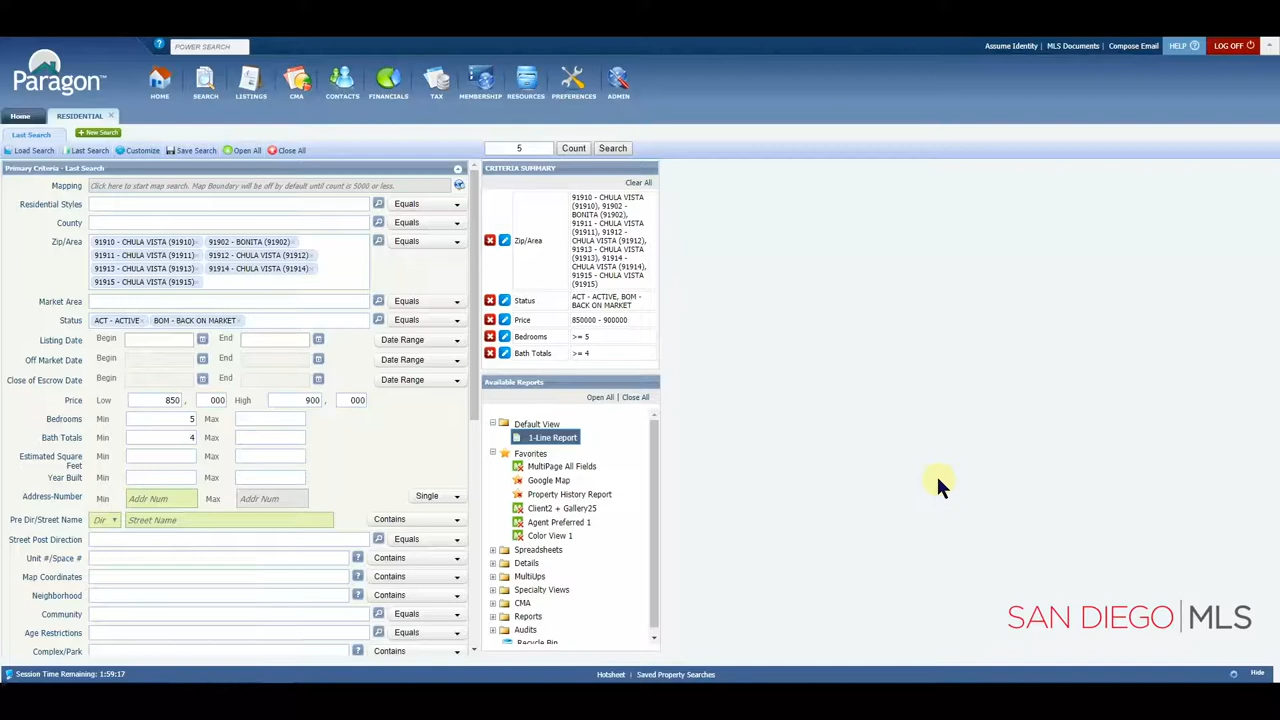 ? POWER SEARCH
Assume Identity | MLS Documents | Compose Email HELP ? LOG OFF
Paragon™
HOME SEARCH LISTINGS CMA CONTACTS FINANCIALS TAX MEMBERSHIP RESOURCES PREFERENCES ADMIN
Home RESIDENTIAL ×
Last Search + New Search
Load Search Last Search Customize Save Search Open All Close All 5 Count Search
Primary Criteria - Last Search
Mapping Click here to start map search. Map Boundary will be off by default until count is 5000 or less.
Residential Styles Equals
County Equals
Zip/Area 91910 - CHULA VISTA (91910)× 91902 - BONITA (91902)× Equals
91911 - CHULA VISTA (91911)× 91912 - CHULA VISTA (91912)×
91913 - CHULA VISTA (91913)× 91914 - CHULA VISTA (91914)×
91915 - CHULA VISTA (91915)×
Market Area Equals
Status ACT - ACTIVE× BOM - BACK ON MARKET× Equals
Listing Date Begin End Date Range
Off Market Date Begin End Date Range
Close of Escrow Date Begin End Date Range
Price Low 850 , 000 High 900 , 000
Bedrooms Min 5 Max
Bath Totals Min 4 Max
Estimated Square Feet Min Max
Year Built Min Max
Address-Number Min Addr Num Max Addr Num Single
Pre Dir/Street Name Dir Street Name Contains
Street Post Direction Equals
Unit #/Space # ? Contains
Map Coordinates ? Contains
Neighborhood ? Contains
Community Equals
Age Restrictions Equals
Complex/Park Contains
CRITERIA SUMMARY
Clear All
Zip/Area
91910 - CHULA VISTA
(91910), 91902 -
BONITA (91902),
91911 - CHULA VISTA
(91911), 91912 -
CHULA VISTA (91912),
91913 - CHULA VISTA
(91913), 91914 -
CHULA VISTA (91914),
91915 - CHULA VISTA
(91915)
Status ACT - ACTIVE, BOM -
BACK ON MARKET
Price 850000 - 900000
Bedrooms >= 5
Bath Totals >= 4
Available Reports
Open All | Close All
Default View
1-Line Report
Favorites
MultiPage All Fields
Google Map
Property History Report
Client2 + Gallery25
Agent Preferred 1
Color View 1
Spreadsheets
Details
MultiUps
Specialty Views
CMA
Reports
Audits
Recycle Bin
SAN DIEGO | MLS
Session Time Remaining: 1:59:17 Hotsheet | Saved Property Searches Hide